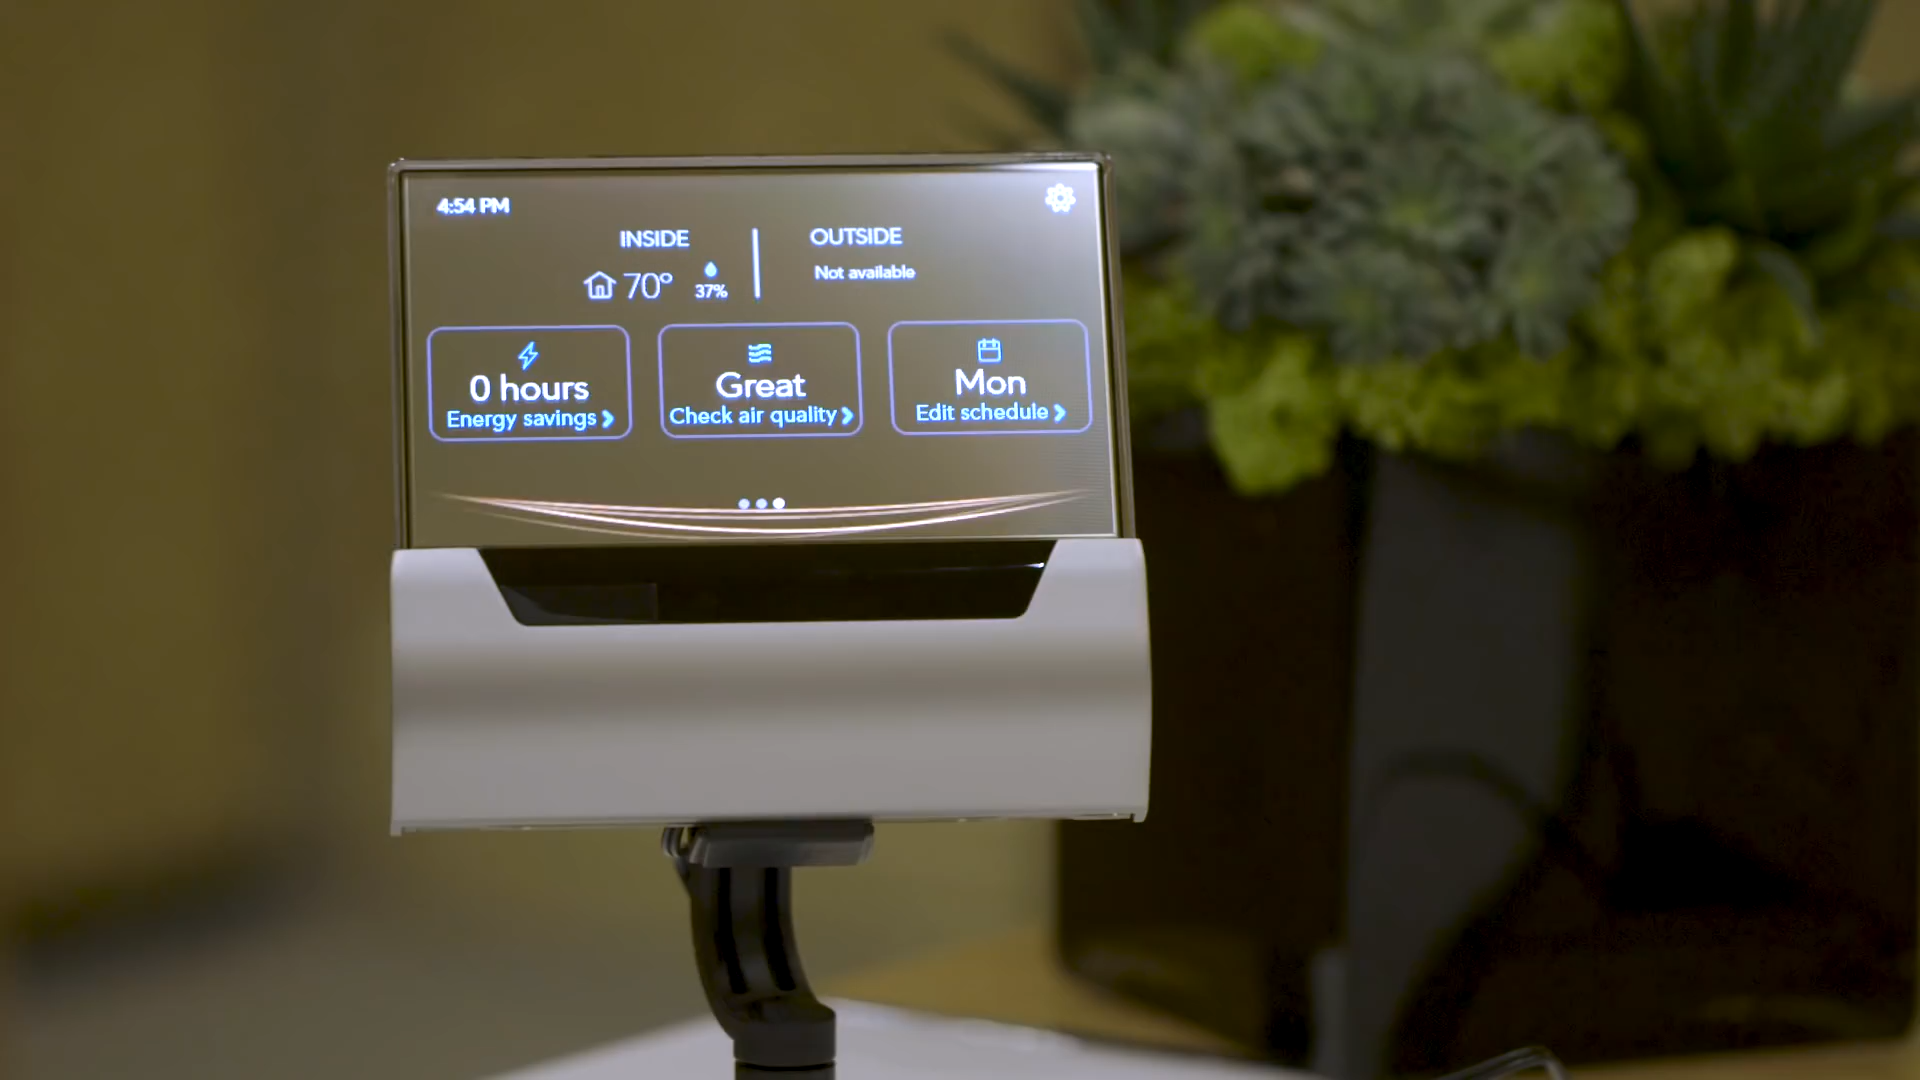 4:54 PM
INSIDE
70°
37%
OUTSIDE
Not available
0 hours
Energy savings
Great
Check air quality
Mon
Edit schedule